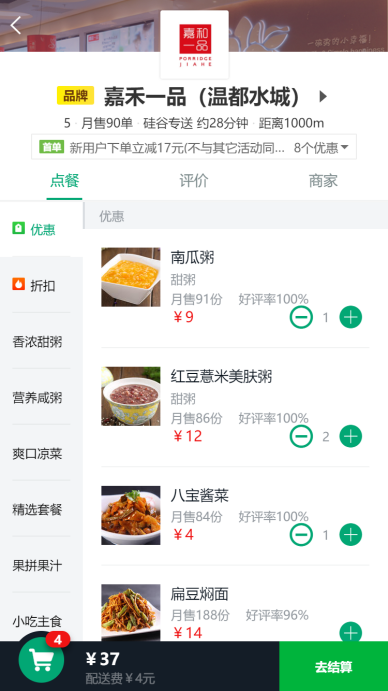 嘉和
一品
PORRIDGE
JIAHE
品牌 嘉禾一品（温都水城）
5 · 月售90单 · 硅谷专送 约28分钟 · 距离1000m
首单 新用户下单立减17元(不与其它活动同... 8个优惠
点餐 评价 商家
优惠
折扣
香浓甜粥
营养咸粥
爽口凉菜
精选套餐
果拼果汁
小吃主食
优惠
南瓜粥
甜粥
月售91份 好评率100%
￥9 1
红豆薏米美肤粥
甜粥
月售86份 好评率100%
￥12 2
八宝酱菜
月售84份 好评率100%
￥4 1
扁豆焖面
月售188份 好评率96%
￥14
4
￥37
配送费￥4元
去结算